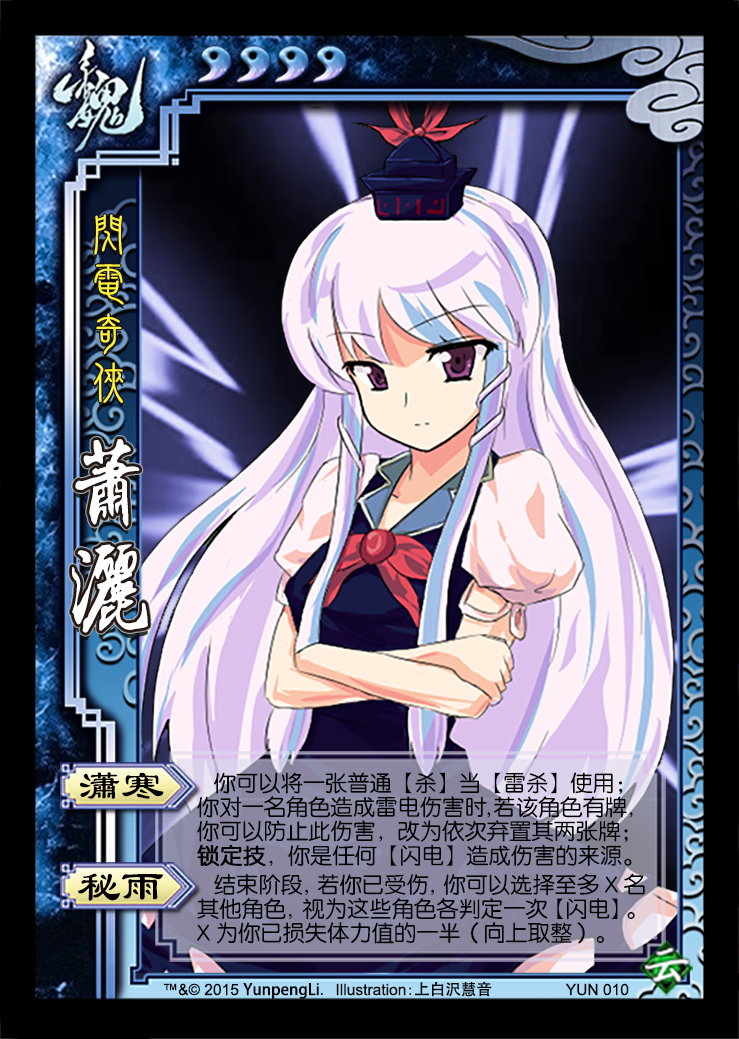 魏
閃電奇俠
蕭灑
瀟寒
你可以将一张普通【杀】当【雷杀】使用；
你对一名角色造成雷电伤害时,若该角色有牌,
你可以防止此伤害，改为依次弃置其两张牌；
锁定技，你是任何【闪电】造成伤害的来源。
秘雨
结束阶段, 若你已受伤, 你可以选择至多 X 名
其他角色, 视为这些角色各判定一次【闪电】。
X 为你已损失体力值的一半（向上取整）。
云
™&© 2015 YunpengLi. Illustration：上白沢慧音
YUN 010